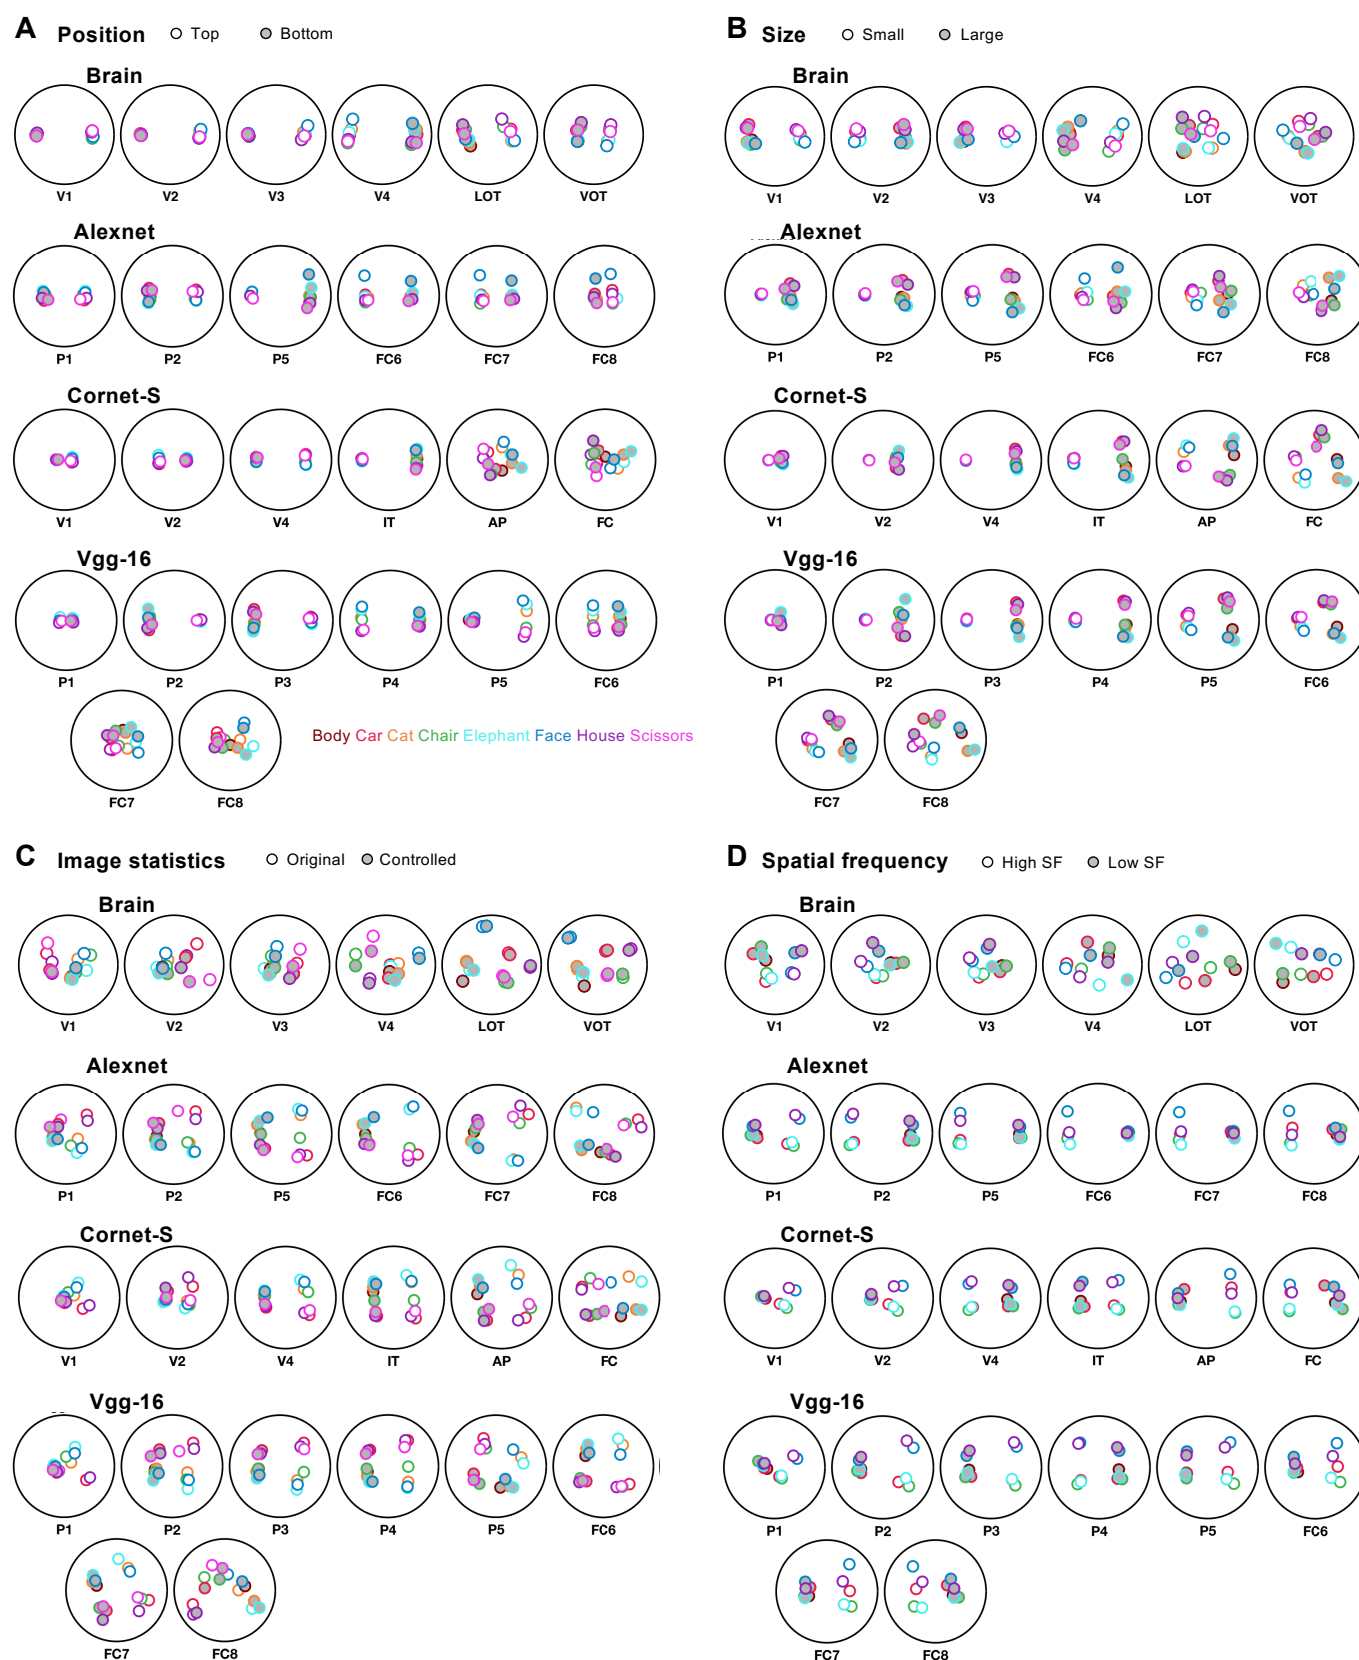 A Position Top Bottom
Brain
V1 V2 V3 V4 LOT VOT
Alexnet
P1 P2 P5 FC6 FC7 FC8
Cornet-S
V1 V2 V4 IT AP FC
Vgg-16
P1 P2 P3 P4 P5 FC6
FC7 FC8
Body Car Cat Chair Elephant Face House Scissors
B Size Small Large
Brain
V1 V2 V3 V4 LOT VOT
Alexnet
P1 P2 P5 FC6 FC7 FC8
Cornet-S
V1 V2 V4 IT AP FC
Vgg-16
P1 P2 P3 P4 P5 FC6
FC7 FC8
C Image statistics Original Controlled
Brain
V1 V2 V3 V4 LOT VOT
Alexnet
P1 P2 P5 FC6 FC7 FC8
Cornet-S
V1 V2 V4 IT AP FC
Vgg-16
P1 P2 P3 P4 P5 FC6
FC7 FC8
D Spatial frequency High SF Low SF
Brain
V1 V2 V3 V4 LOT VOT
Alexnet
P1 P2 P5 FC6 FC7 FC8
Cornet-S
V1 V2 V4 IT AP FC
Vgg-16
P1 P2 P3 P4 P5 FC6
FC7 FC8